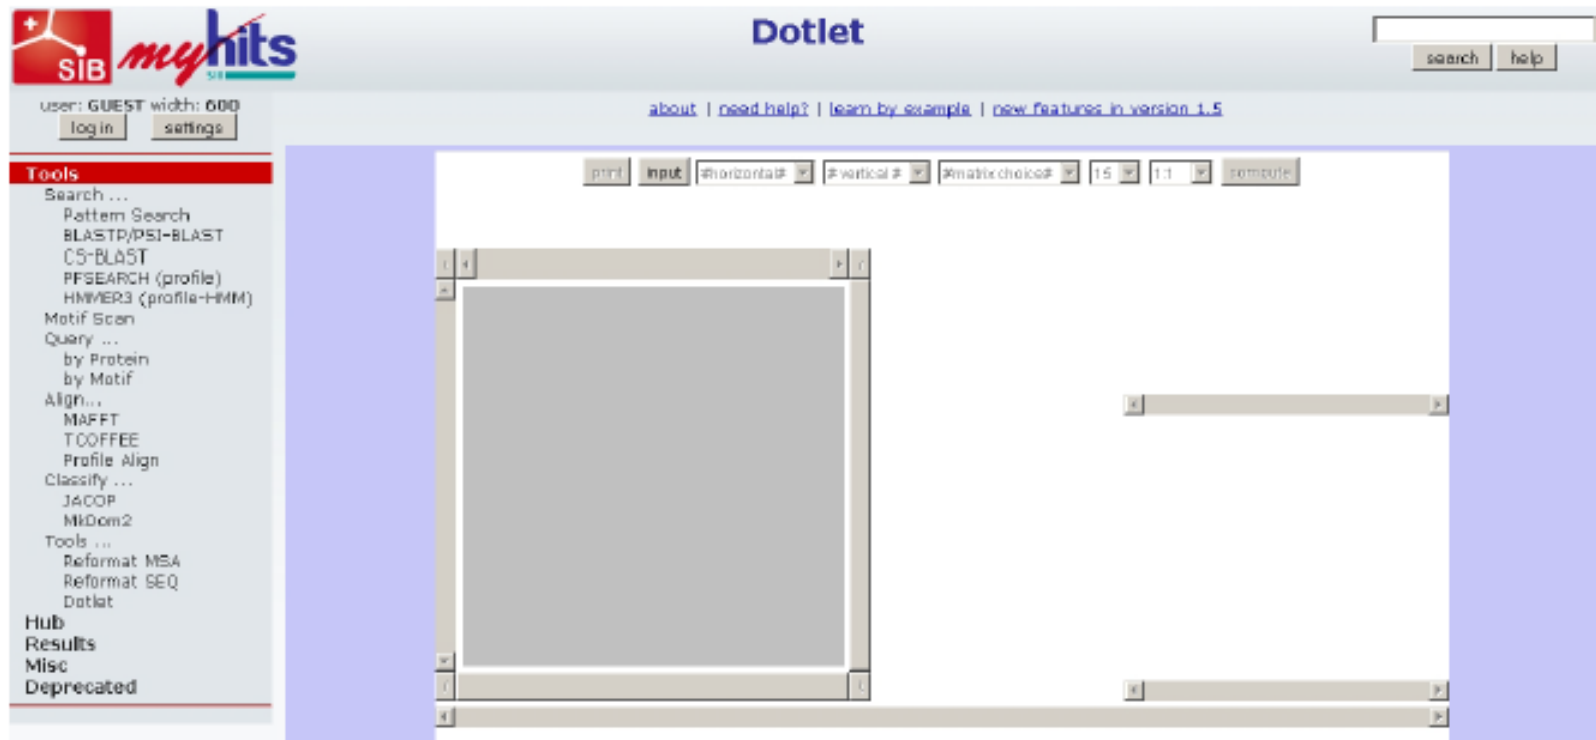 SIB myhits
SIB
Dotlet
search help
user: GUEST width: 600
log in settings
about | need help? | learn by example | new features in version 1.5
Tools
Search ...
Pattern Search
BLASTP/PSI-BLAST
CS-BLAST
PFSEARCH (profile)
HMMER3 (profile-HMM)
Motif Scan
Query ...
by Protein
by Motif
Align...
MAFFT
TCOFFEE
Profile Align
Classify ...
JACOP
MkDom2
Tools ...
Reformat MSA
Reformat SEQ
Dotlet
Hub
Results
Misc
Deprecated
print input #horizontal# # vertical # #matrix choice# 15 1:1 compute